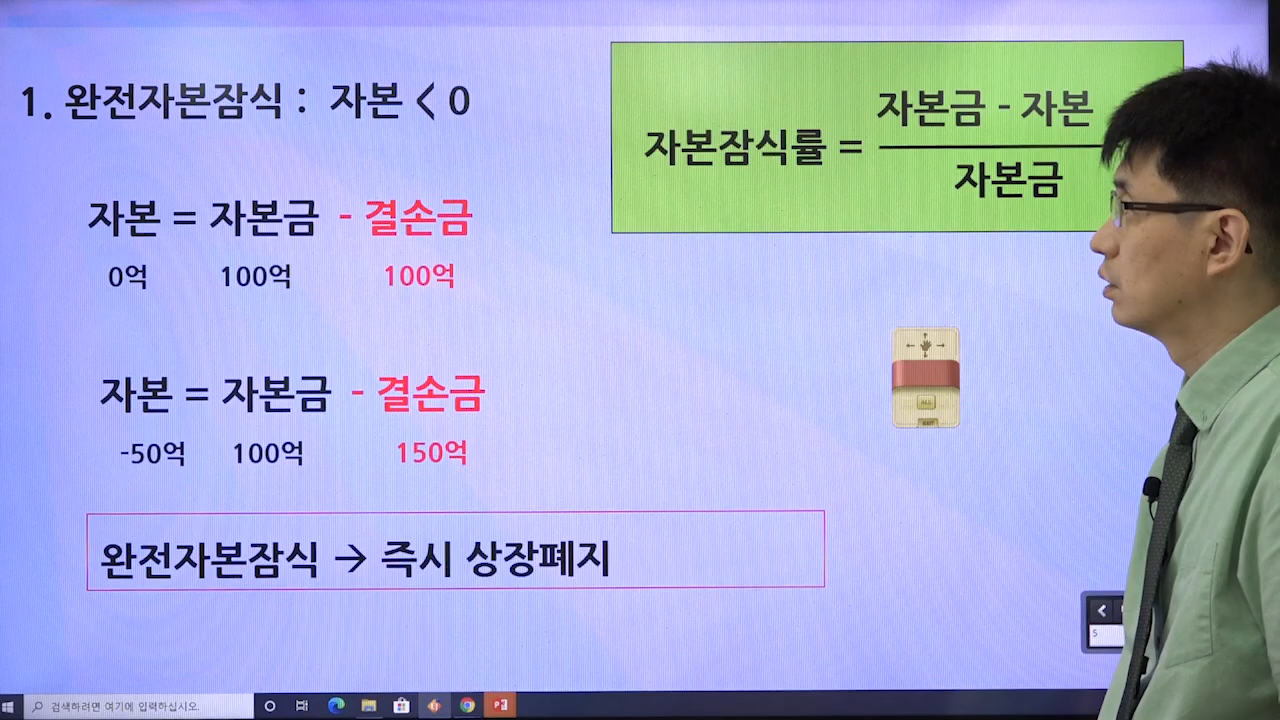 1. 완전자본잠식 : 자본 < 0
자본 = 자본금 - 결손금
0억 100억 100억
자본 = 자본금 - 결손금
-50억 100억 150억
완전자본잠식 → 즉시 상장폐지
자본잠식률 = 자본금 - 자본
자본금
ALL
EXIT
5
검색하려면 여기에 입력하십시오.